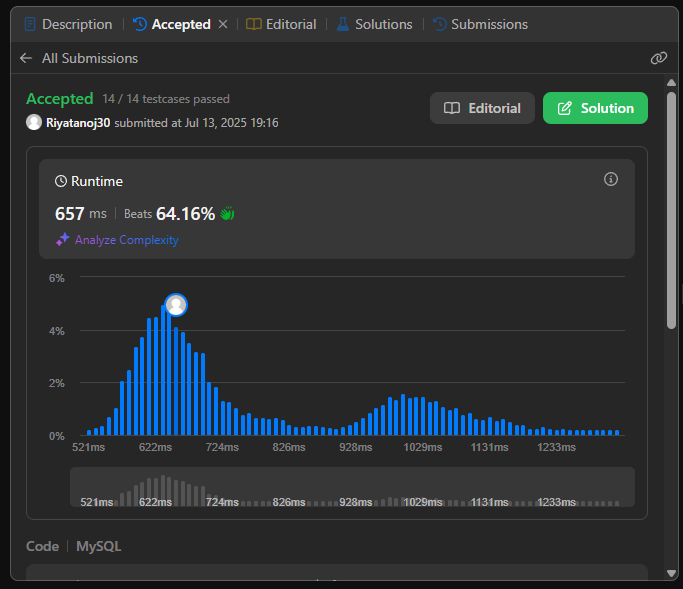 Description | Accepted × | Editorial | Solutions | Submissions
All Submissions
Accepted 14 / 14 testcases passed
Riyatanoj30 submitted at Jul 13, 2025 19:16
Editorial
Solution
Runtime
657 ms | Beats 64.16%
Analyze Complexity
6%
4%
2%
0%
521ms 622ms 724ms 826ms 928ms 1029ms 1131ms 1233ms
521ms 622ms 724ms 826ms 928ms 1029ms 1131ms 1233ms
Code | MySQL